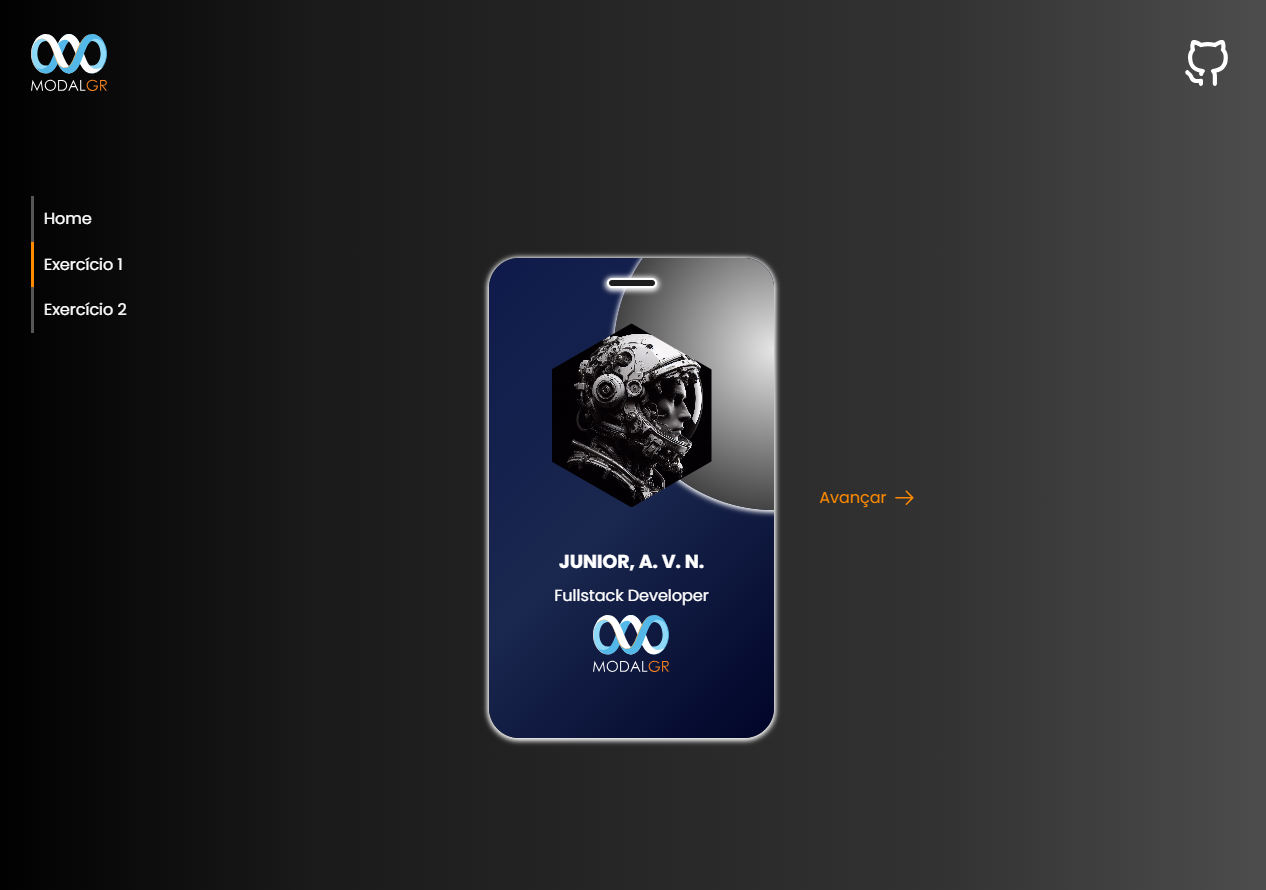 MODALGR
Home
Exercício 1
Exercício 2
Avançar
JUNIOR, A. V. N.
Fullstack Developer
MODALGR